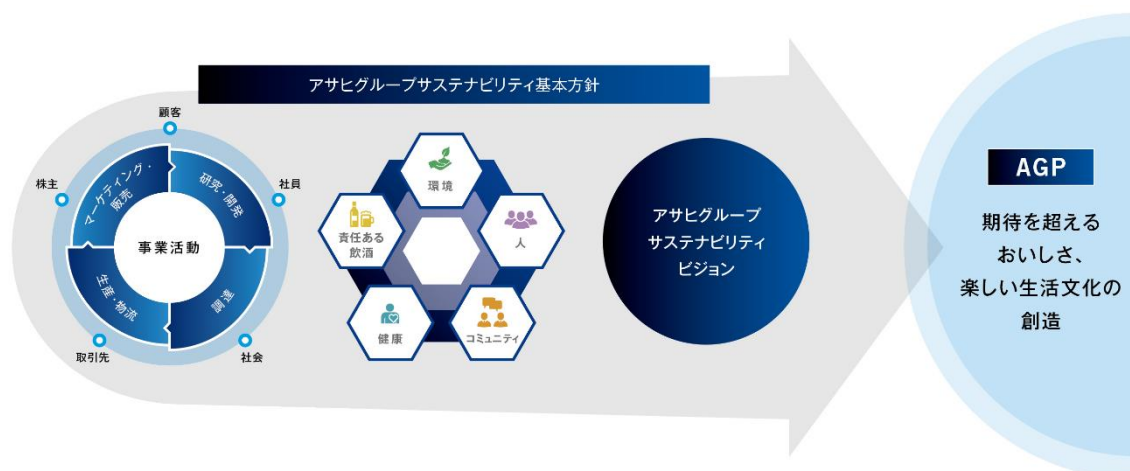 アサヒグループサステナビリティ基本方針
顧客
株主
社員
マーケティング・
販売
研究・開発
事業活動
生産・物流
調達
取引先
社会
環境
責任ある
飲酒
人
健康
コミュニティ
アサヒグループ
サステナビリティ
ビジョン
AGP
期待を超える
おいしさ、
楽しい生活文化の
創造